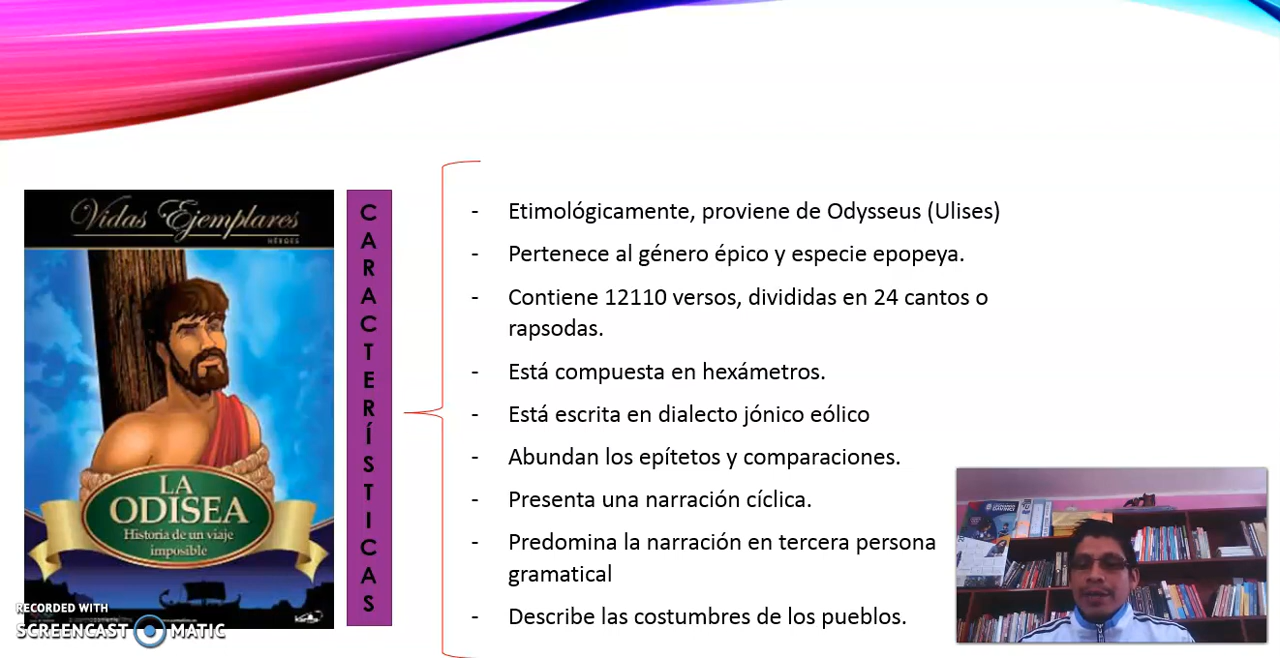 Vidas Ejemplares
HÉROES
LA
ODISEA
Historia de un viaje
imposible
RECORDED WITH
SCREENCAST MATIC
C
A
R
A
C
T
E
R
Í
S
T
I
C
A
S
- Etimológicamente, proviene de Odysseus (Ulises)
- Pertenece al género épico y especie epopeya.
- Contiene 12110 versos, divididas en 24 cantos o
rapsodas.
- Está compuesta en hexámetros.
- Está escrita en dialecto jónico eólico
- Abundan los epítetos y comparaciones.
- Presenta una narración cíclica.
- Predomina la narración en tercera persona
gramatical
- Describe las costumbres de los pueblos.